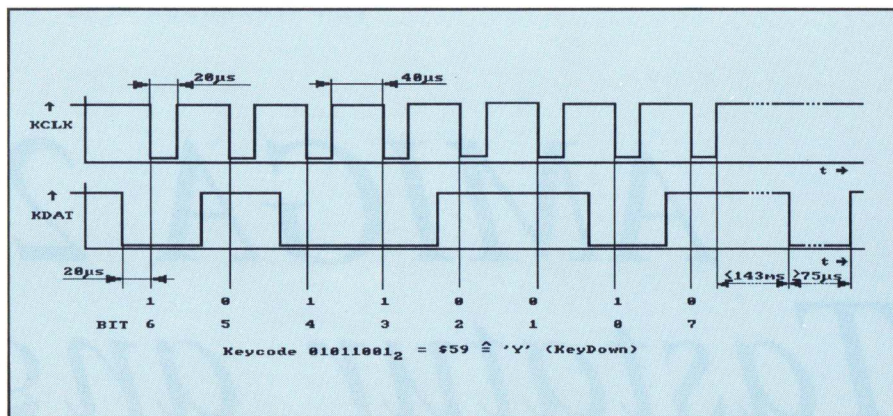 20µs
40µs
↑
KCLK
t →
↑
KDAT
t →
20µs
≤143ms
≥75µs
1 0 1 1 0 0 1 0
BIT 6 5 4 3 2 1 0 7
Keycode 01011001₂ = $59 ≙ 'Y' (KeyDown)